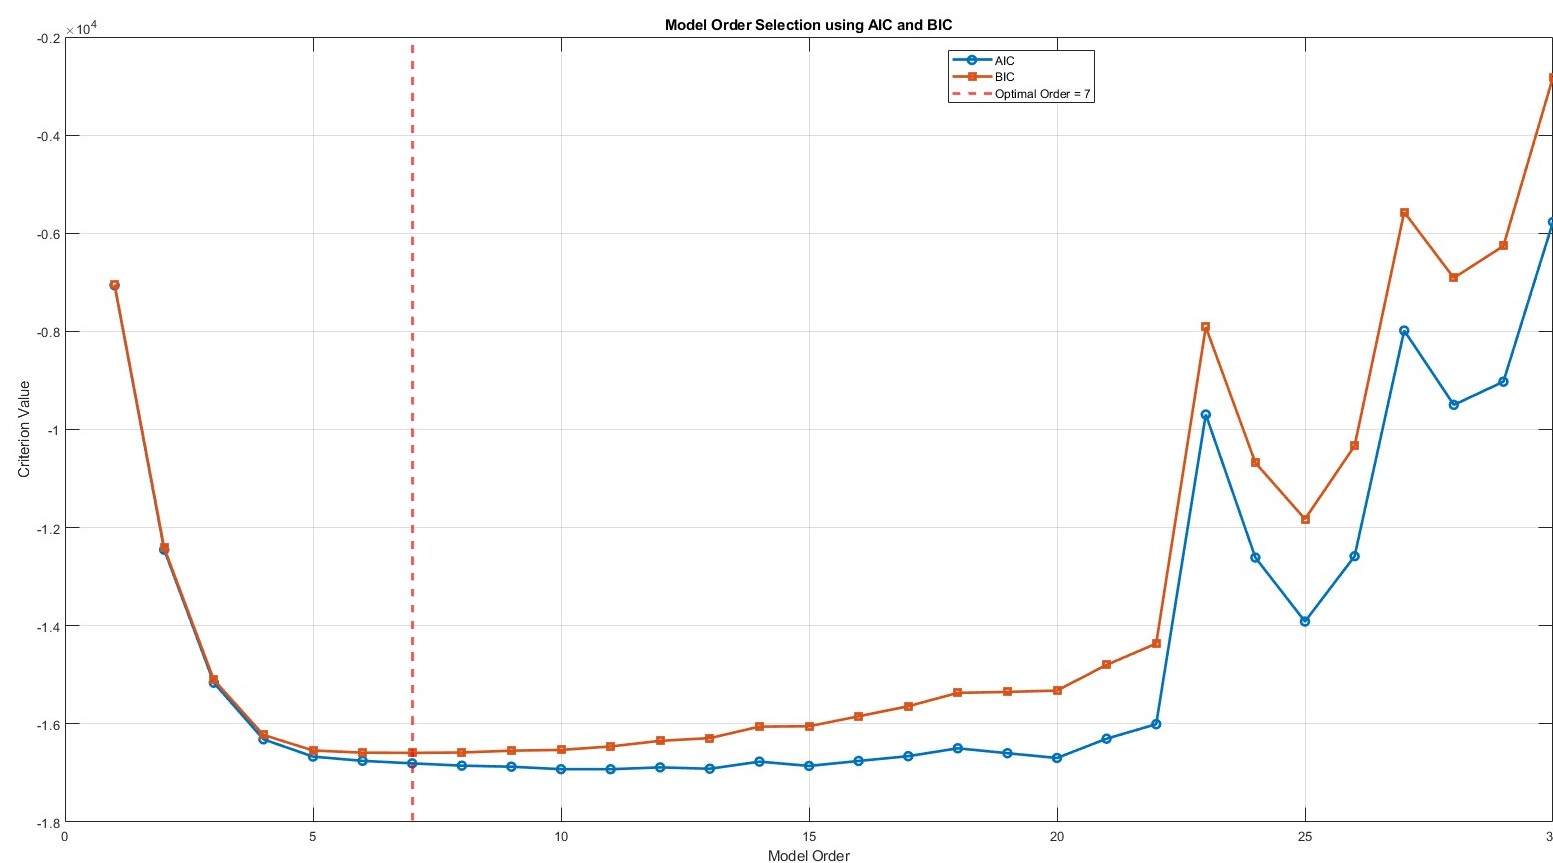 Model Order Selection using AIC and BIC
×10⁴
-0.2
-0.4
-0.6
-0.8
-1
-1.2
-1.4
-1.6
-1.8
Criterion Value
AIC
BIC
Optimal Order = 7
0 5 10 15 20 25 3
Model Order